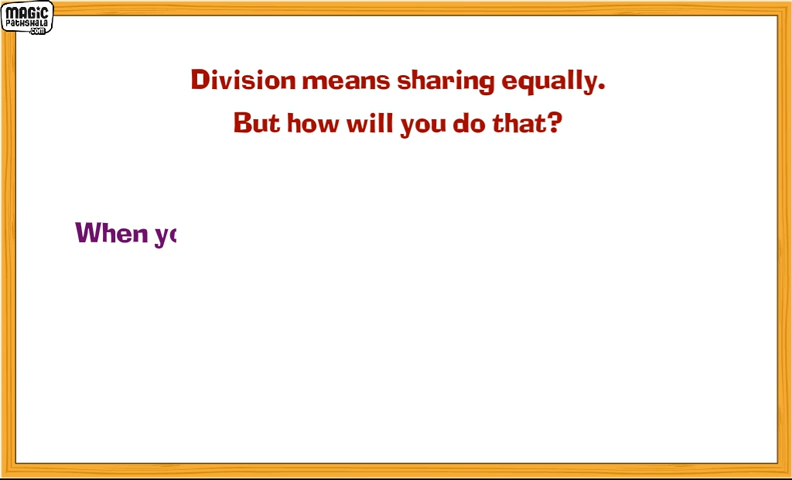 MAGIC
PATHSHALA
.COM
Division means sharing equally.
But how will you do that?
When